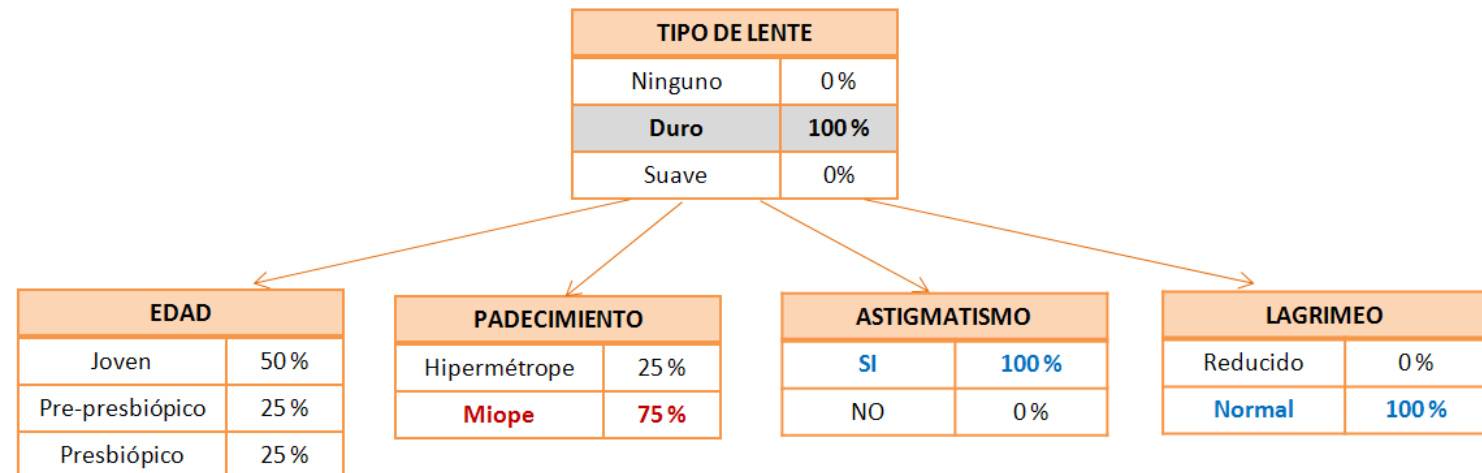 TIPO DE LENTE
Ninguno 0 %
Duro 100 %
Suave 0%
EDAD
Joven 50 %
Pre-presbiópico 25 %
Presbiópico 25 %
PADECIMIENTO
Hipermétrope 25 %
Miope 75 %
ASTIGMATISMO
SI 100 %
NO 0 %
LAGRIMEO
Reducido 0 %
Normal 100 %